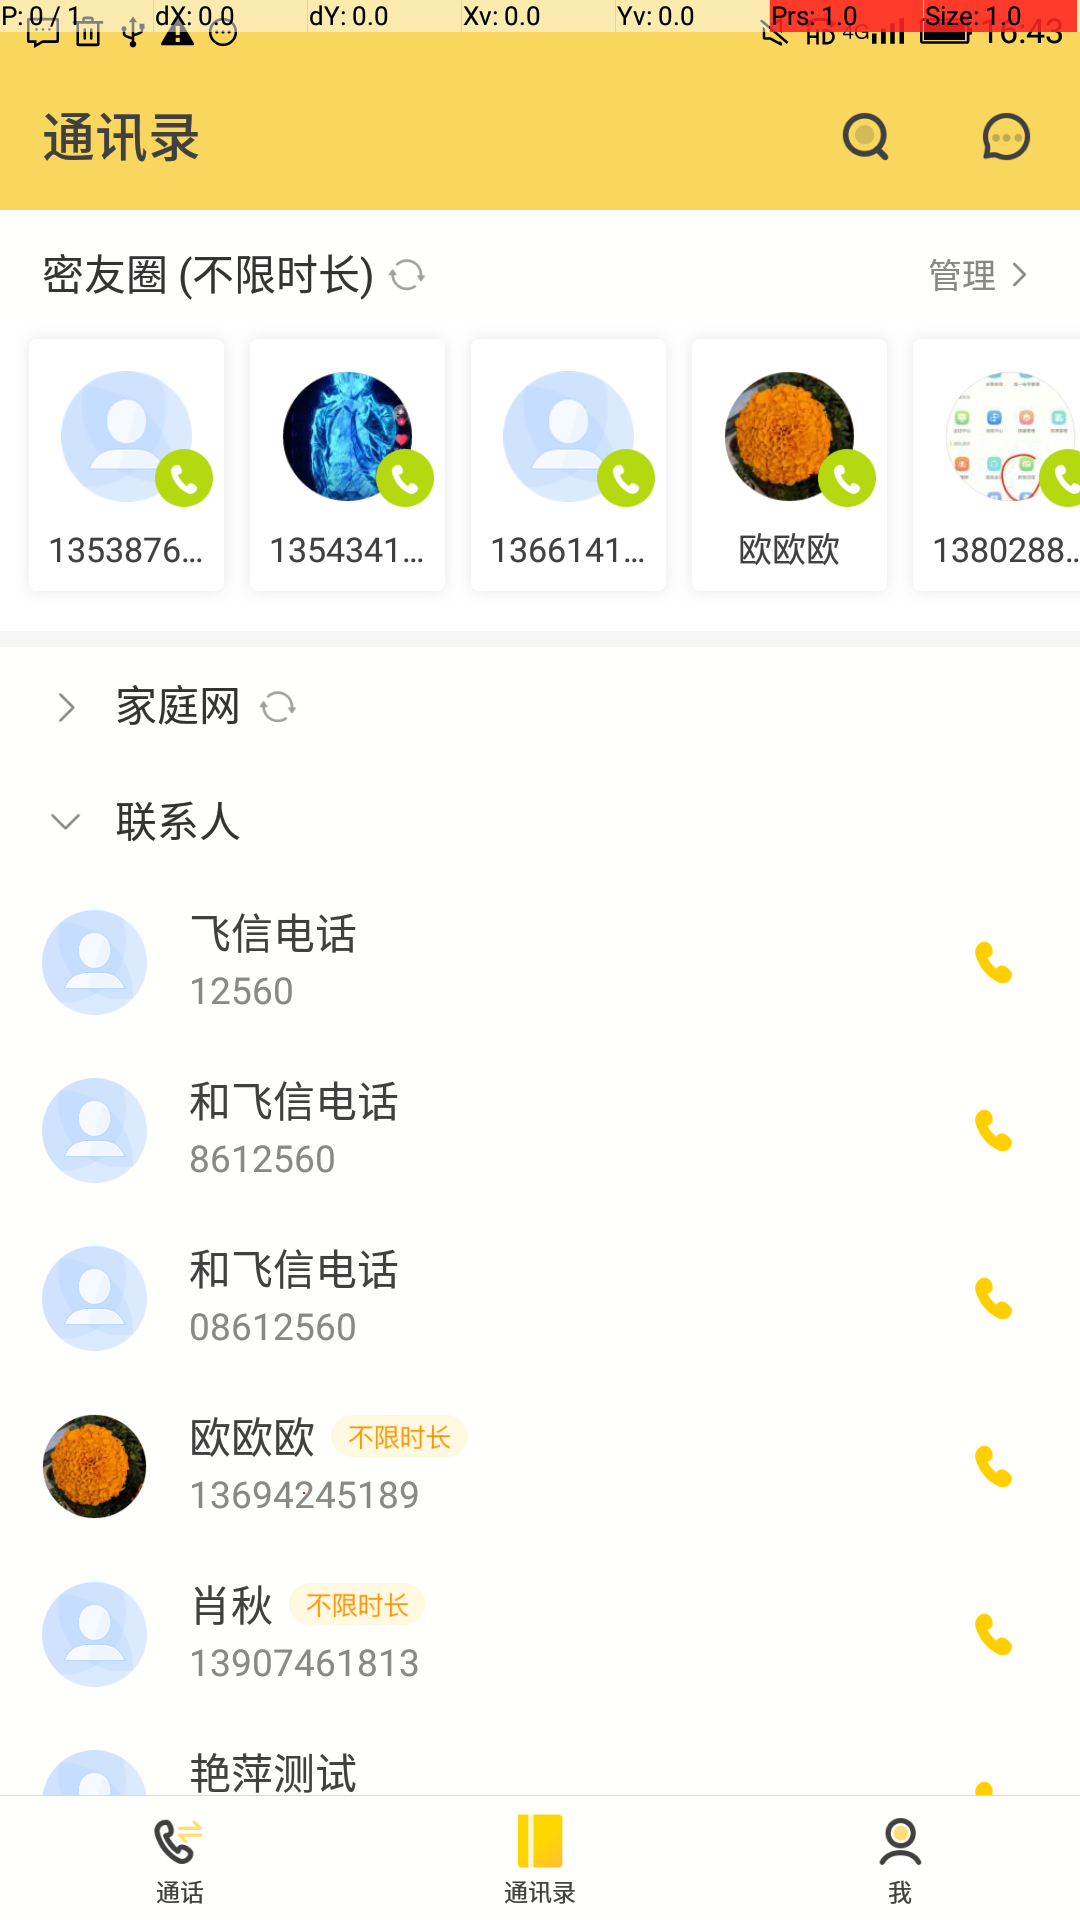 P: 0 / 1 dX: 0.0 dY: 0.0 Xv: 0.0 Yv: 0.0 Prs: 1.0 Size: 1.0
HD 4G 16:43
通讯录
密友圈 (不限时长)
管理
1353876...
1354341...
1366141...
欧欧欧
1380288...
家庭网
联系人
飞信电话
12560
和飞信电话
8612560
和飞信电话
08612560
欧欧欧 不限时长
13694245189
肖秋 不限时长
13907461813
艳萍测试
通话
通讯录
我